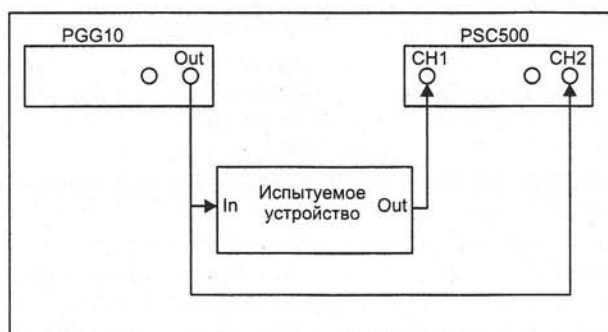 PGG10
PSC500
Out
CH1
CH2
In
Испытуемое
устройство
Out